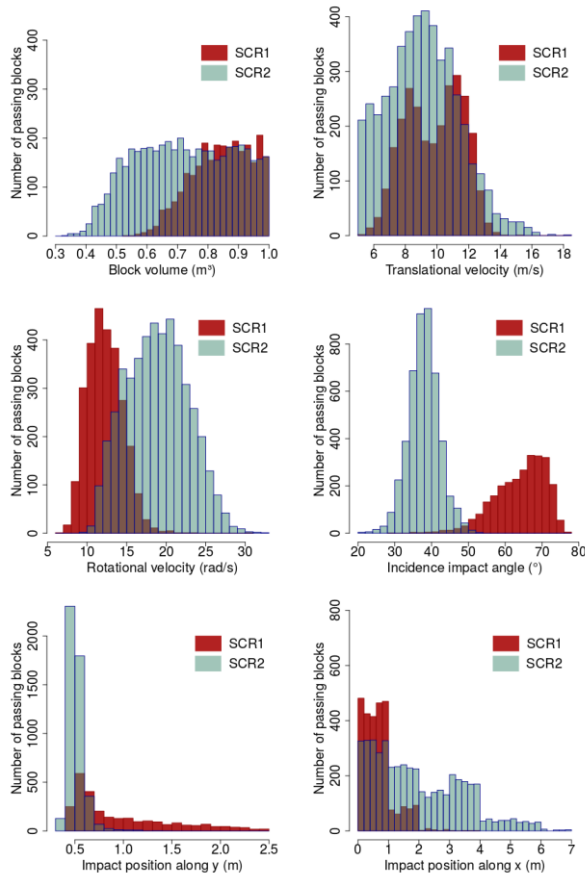 Number of passing blocks
0 100 200 300 400
SCR1
SCR2
0.3 0.4 0.5 0.6 0.7 0.8 0.9 1.0
Block volume (m³)
Number of passing blocks
0 100 200 300 400
SCR1
SCR2
6 8 10 12 14 16 18
Translational velocity (m/s)
Number of passing blocks
0 100 200 300 400
SCR1
SCR2
5 10 15 20 25 30
Rotational velocity (rad/s)
Number of passing blocks
0 200 400 600 800
SCR1
SCR2
20 30 40 50 60 70 80
Incidence impact angle (°)
Number of passing blocks
0 500 1000 1500 2000
SCR1
SCR2
0.5 1.0 1.5 2.0 2.5
Impact position along y (m)
Number of passing blocks
0 200 400 600 800
SCR1
SCR2
0 1 2 3 4 5 6 7
Impact position along x (m)